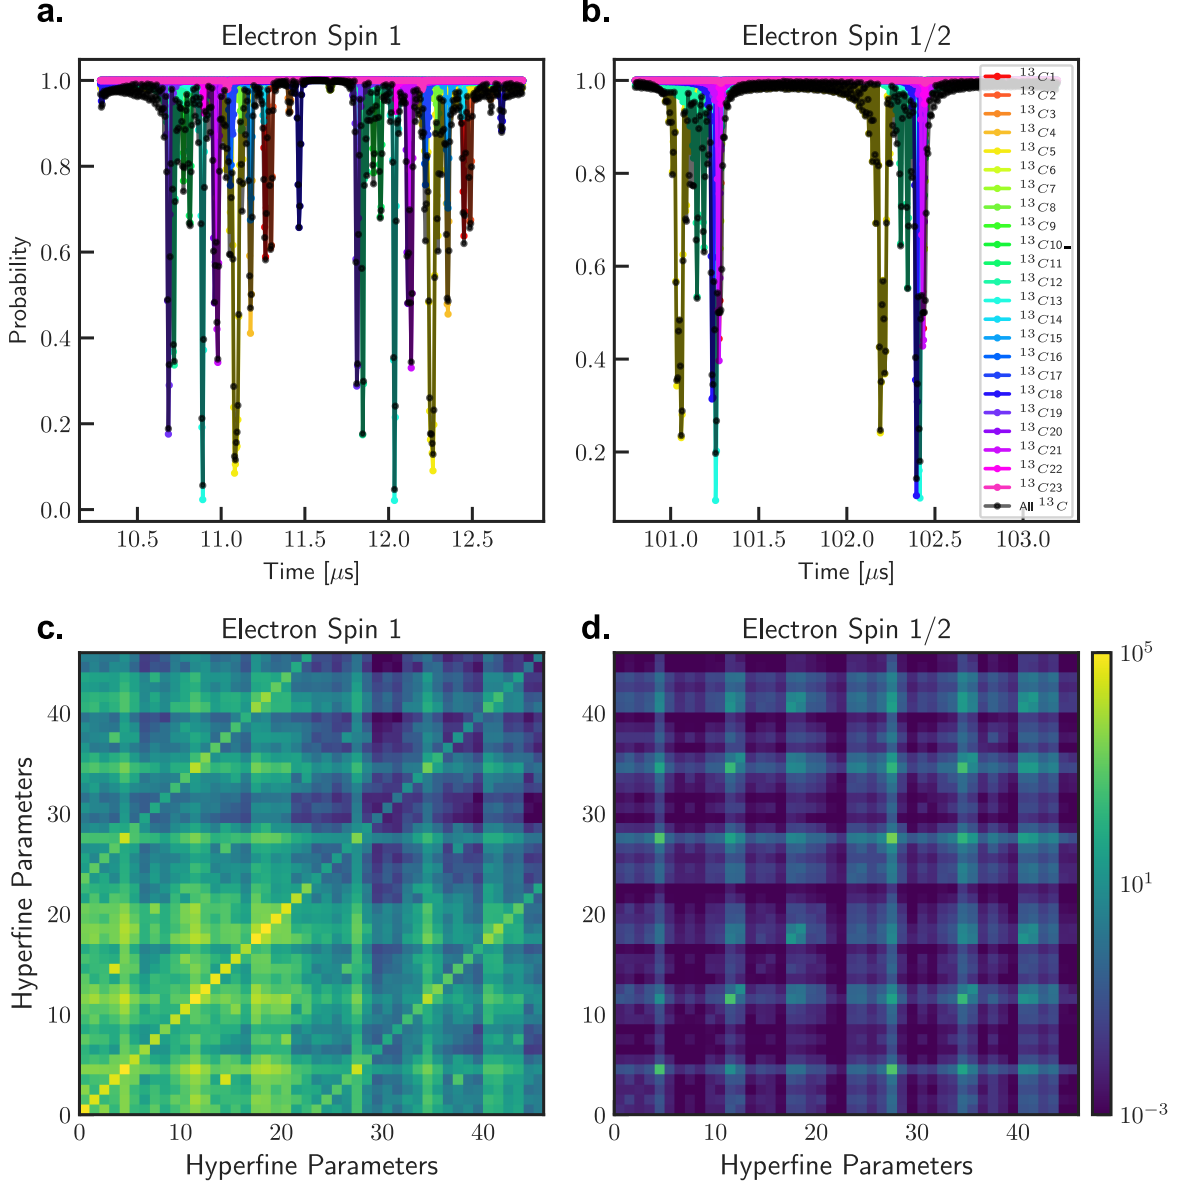 a.
Electron Spin 1
1.0
0.8
0.6
0.4
0.2
0.0
Probability
10.5 11.0 11.5 12.0 12.5
Time [μs]
b.
Electron Spin 1/2
1.0
0.8
0.6
0.4
0.2
101.0 101.5 102.0 102.5 103.0
Time [μs]
¹³C1
¹³C2
¹³C3
¹³C4
¹³C5
¹³C6
¹³C7
¹³C8
¹³C9
¹³C10
¹³C11
¹³C12
¹³C13
¹³C14
¹³C15
¹³C16
¹³C17
¹³C18
¹³C19
¹³C20
¹³C21
¹³C22
¹³C23
All ¹³C
c.
Electron Spin 1
40
30
20
10
0
Hyperfine Parameters
0 10 20 30 40
Hyperfine Parameters
d.
Electron Spin 1/2
40
30
20
10
0
0 10 20 30 40
Hyperfine Parameters
10⁵
10¹
10⁻³